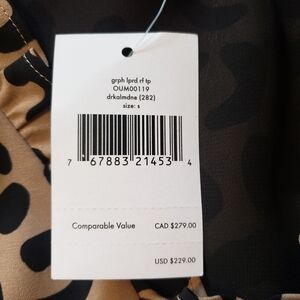 grph lprd rf tp
OUM00119
drkalmdne (282)
size: s
7 67883 21453 4
Comparable Value CAD $279.00
USD $229.00